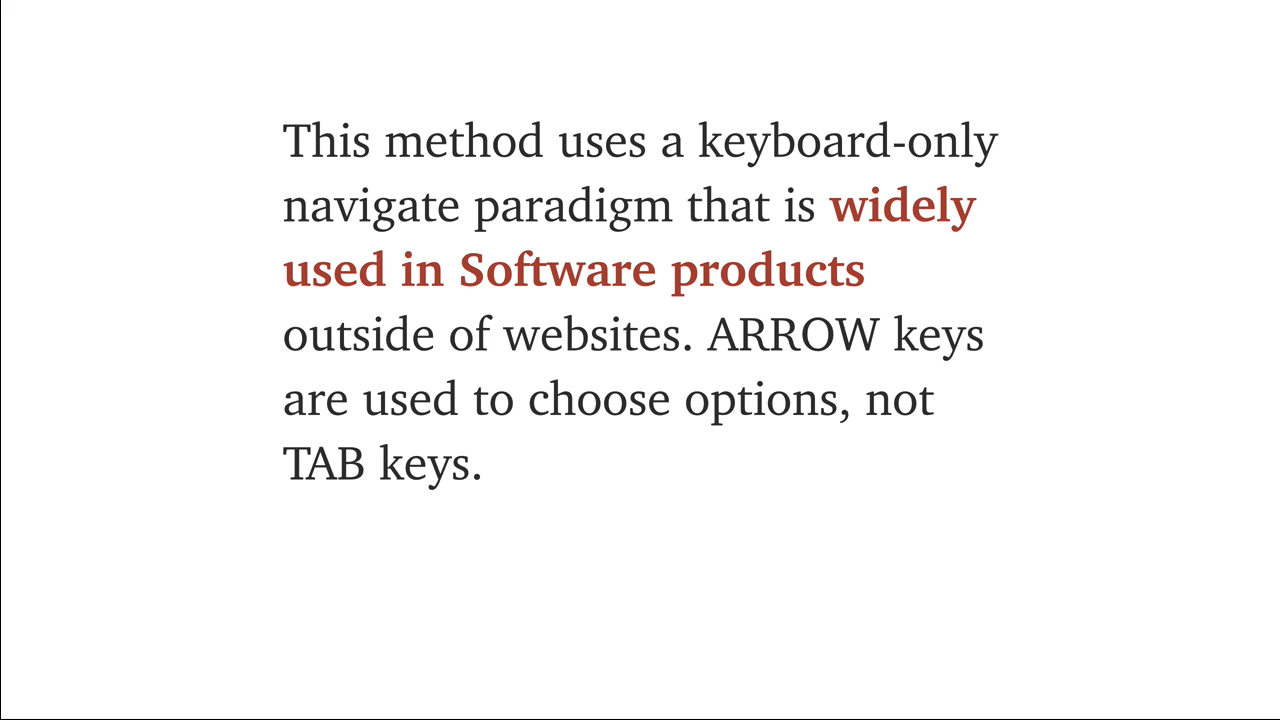 This method uses a keyboard-only
navigate paradigm that is widely
used in Software products
outside of websites. ARROW keys
are used to choose options, not
TAB keys.